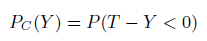 P_C(Y) = P(T − Y < 0)